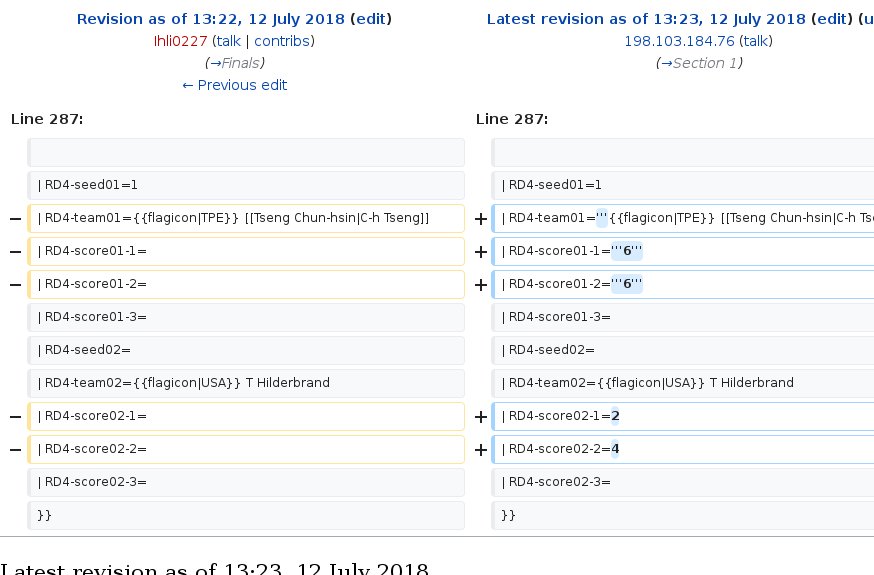 Revision as of 13:22, 12 July 2018 (edit)
Ihli0227 (talk | contribs)
(→Finals)
← Previous edit
Latest revision as of 13:23, 12 July 2018 (edit) (u
198.103.184.76 (talk)
(→Section 1)
Line 287:
Line 287:
| RD4-seed01=1
| RD4-seed01=1
− | RD4-team01={{flagicon|TPE}} [[Tseng Chun-hsin|C-h Tseng]]
+ | RD4-team01='''{{flagicon|TPE}} [[Tseng Chun-hsin|C-h Tse
− | RD4-score01-1=
+ | RD4-score01-1='''6'''
− | RD4-score01-2=
+ | RD4-score01-2='''6'''
| RD4-score01-3=
| RD4-score01-3=
| RD4-seed02=
| RD4-seed02=
| RD4-team02={{flagicon|USA}} T Hilderbrand
| RD4-team02={{flagicon|USA}} T Hilderbrand
− | RD4-score02-1=
+ | RD4-score02-1=2
− | RD4-score02-2=
+ | RD4-score02-2=4
| RD4-score02-3=
| RD4-score02-3=
}}
}}
Latest revision as of 13:23, 12 July 2018